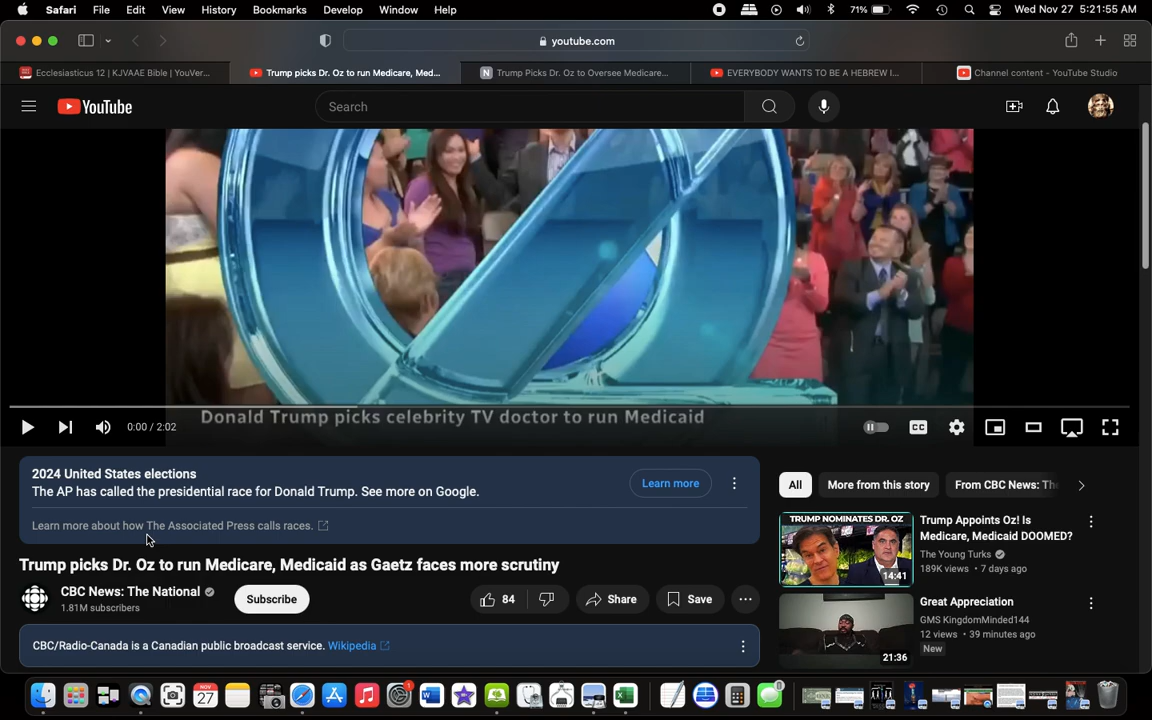 Safari File Edit View History Bookmarks Develop Window Help 71% Wed Nov 27 5:21:55 AM
youtube.com
Ecclesiasticus 12 | KJVAAE Bible | YouVer... Trump picks Dr. Oz to run Medicare, Med... N Trump Picks Dr. Oz to Oversee Medicare... EVERYBODY WANTS TO BE A HEBREW I... Channel content - YouTube Studio
YouTube Search
Donald Trump picks celebrity TV doctor to run Medicaid
0:00 / 2:02 CC
2024 United States elections
The AP has called the presidential race for Donald Trump. See more on Google.
Learn more
Learn more about how The Associated Press calls races.
Trump picks Dr. Oz to run Medicare, Medicaid as Gaetz faces more scrutiny
CBC News: The National
1.81M subscribers
Subscribe 84 Share Save
CBC/Radio-Canada is a Canadian public broadcast service. Wikipedia
All More from this story From CBC News: The
TRUMP NOMINATES DR. OZ
14:41
Trump Appoints Oz! Is
Medicare, Medicaid DOOMED?
The Young Turks
189K views • 7 days ago
21:36
Great Appreciation
GMS KingdomMinded144
12 views • 39 minutes ago
New
NOV
27
1